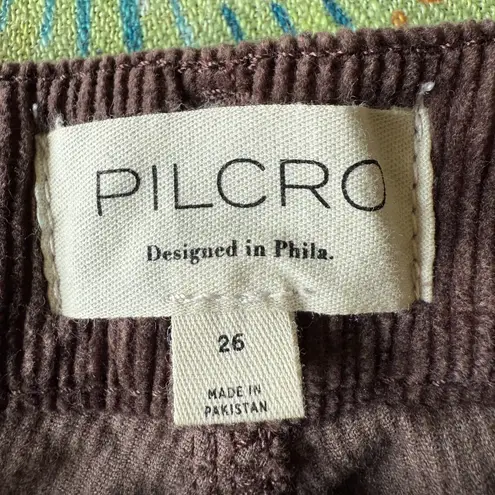 PILCRO
Designed in Phila.
26
MADE IN
PAKISTAN